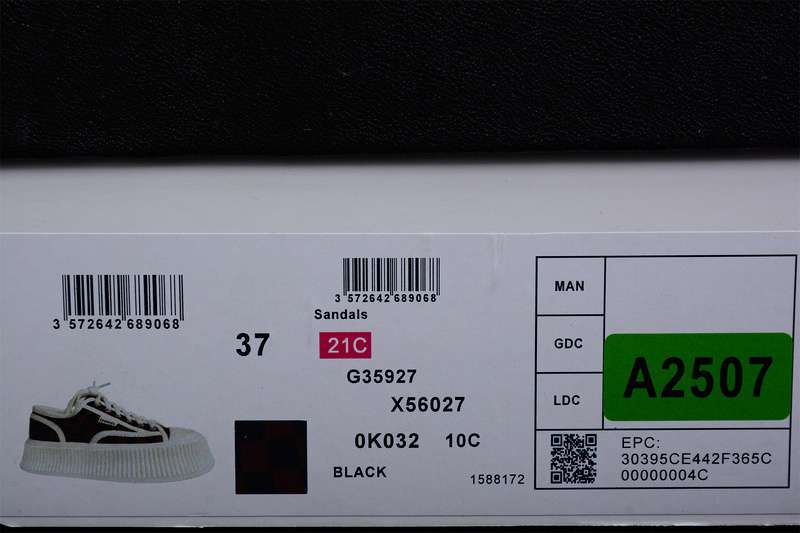 3 572642 689068
3 572642 689068
Sandals
37
21C
G35927
X56027
0K032 10C
BLACK
1588172
MAN
GDC
LDC
A2507
EPC:
30395CE442F365C
00000004C